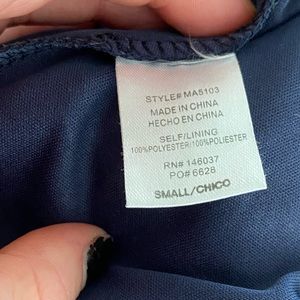 STYLE# MA5103
MADE IN CHINA
HECHO EN CHINA
SELF/LINING
100%POLYESTER/100%POLIESTER
RN# 146037
PO# 6628
SMALL/CHICO